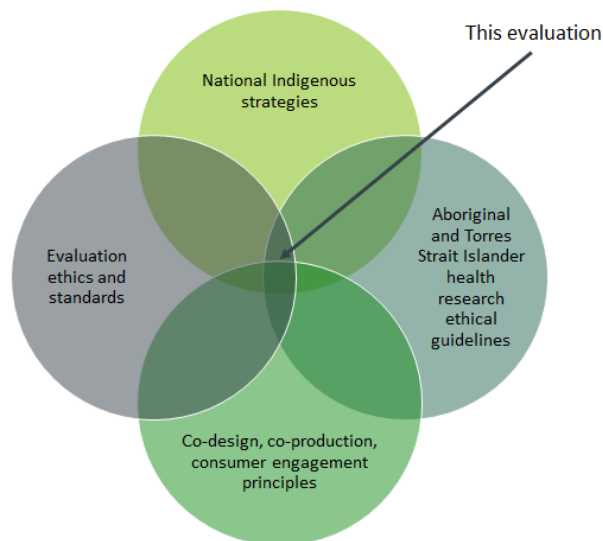 This evaluation
National Indigenous
strategies
Evaluation
ethics and
standards
Aboriginal
and Torres
Strait Islander
health
research
ethical
guidelines
Co-design, co-production,
consumer engagement
principles